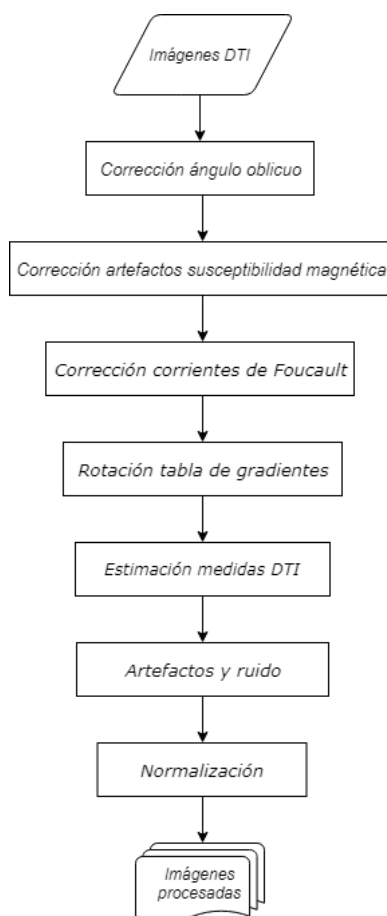 Imágenes DTI
Corrección ángulo oblicuo
Corrección artefactos susceptibilidad magnética
Corrección corrientes de Foucault
Rotación tabla de gradientes
Estimación medidas DTI
Artefactos y ruido
Normalización
Imágenes
procesadas